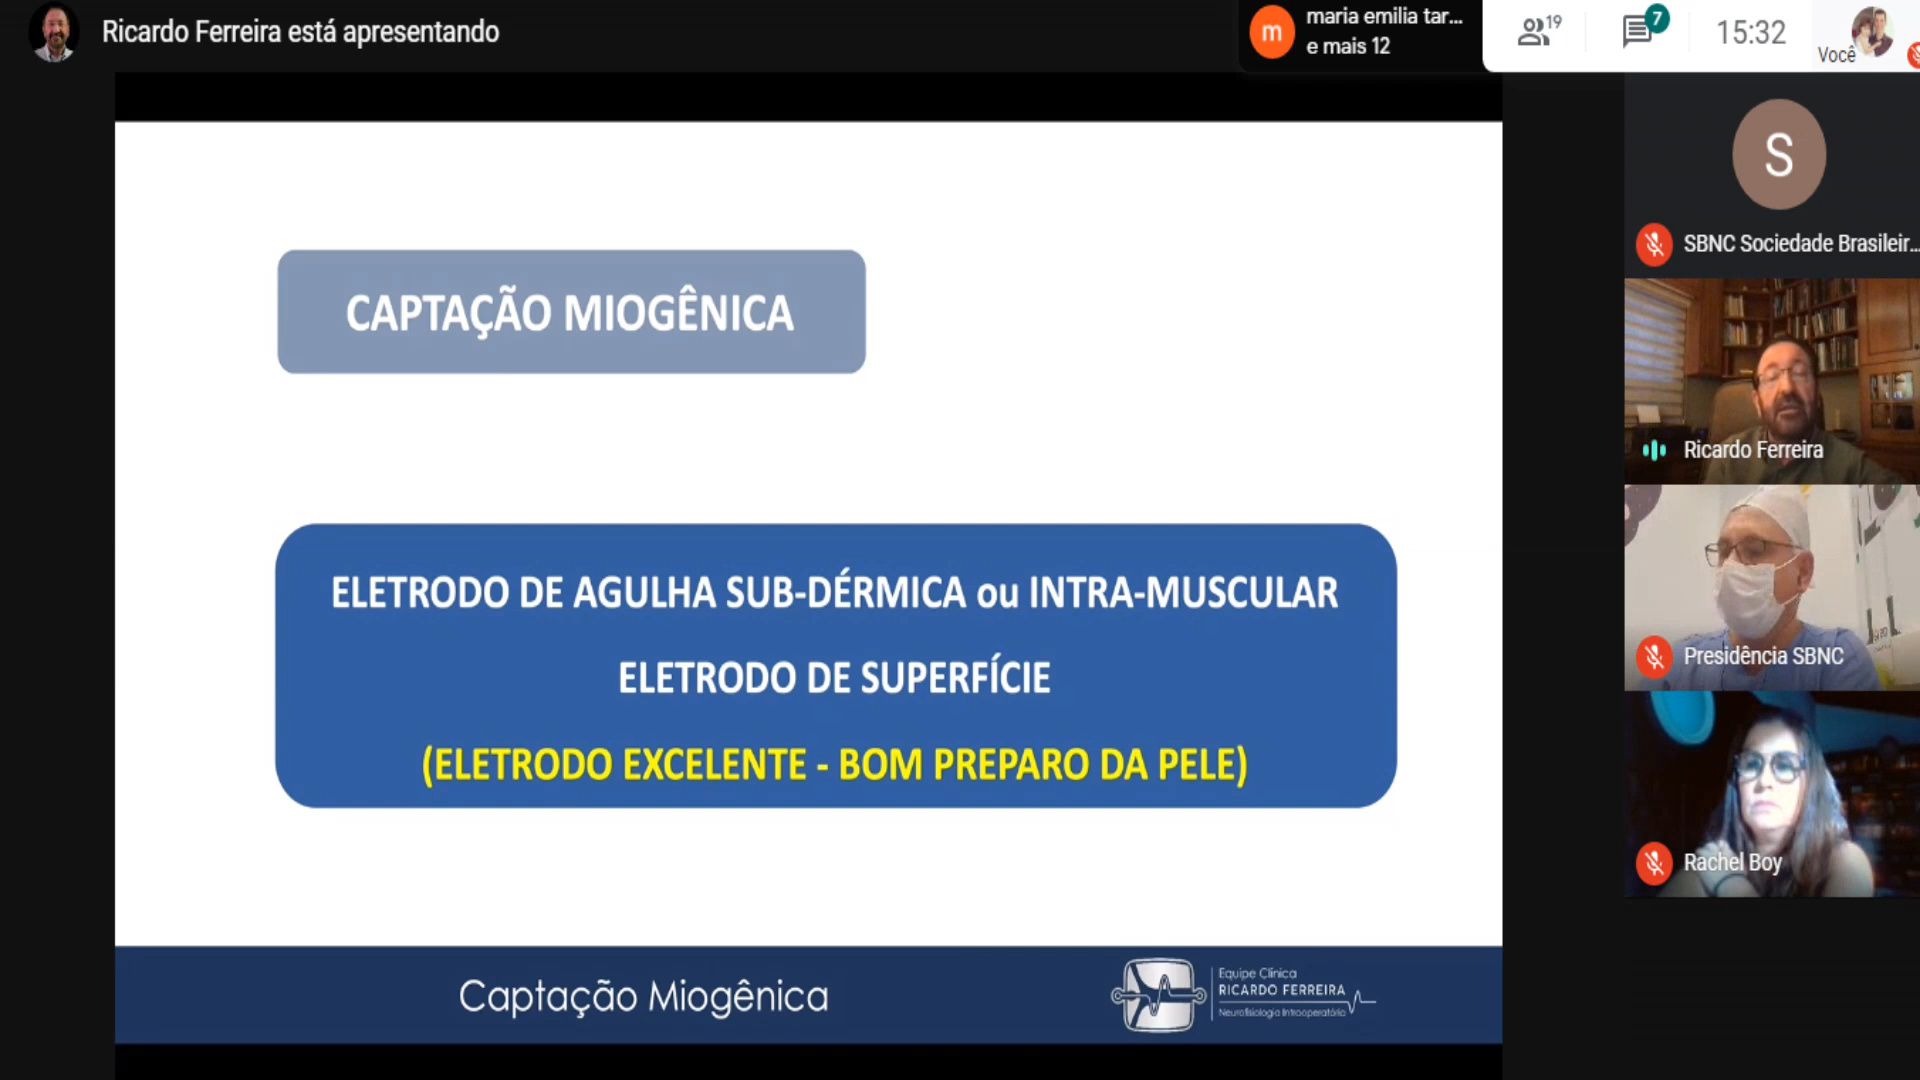 Ricardo Ferreira está apresentando
m
maria emilia tar...
e mais 12
19
7
15:32
Você
CAPTAÇÃO MIOGÊNICA
ELETRODO DE AGULHA SUB-DÉRMICA ou INTRA-MUSCULAR
ELETRODO DE SUPERFÍCIE
(ELETRODO EXCELENTE - BOM PREPARO DA PELE)
Captação Miogênica
Equipe Clínica
RICARDO FERREIRA
Neurofisiologia Intraoperatória
S
SBNC Sociedade Brasileir...
Ricardo Ferreira
Presidência SBNC
Rachel Boy